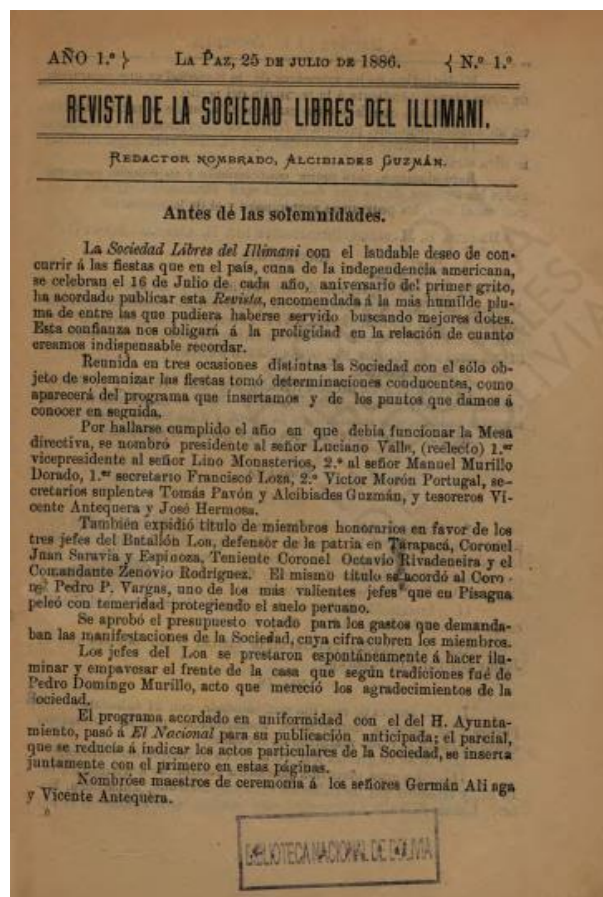 AÑO 1.º } LA PAZ, 25 DE JULIO DE 1886. { N.º 1.º
REVISTA DE LA SOCIEDAD LIBRES DEL ILLIMANI.
REDACTOR NOMBRADO, ALCIBIADES GUZMÁN.
Antes de las solemnidades.
La Sociedad Libres del Illimani con el laudable deseo de con-
currir á las fiestas que en el país, cuna de la independencia americana,
se celebran el 16 de Julio de cada año, aniversario del primer grito,
ha acordado publicar esta Revista, encomendada á la más humilde plu-
ma de entre las que pudiera haberse servido buscando mejores dotes.
Esta confianza nos obligará á la proligidad en la relación de cuanto
creamos indispensable recordar.
Reunida en tres ocasiones distintas la Sociedad con el sólo ob-
jeto de solemnizar las fiestas tomó determinaciones conducentes, como
aparecerá del programa que insertamos y de los puntos que damos á
conocer en seguida.
Por hallarse cumplido el año en que debia funcionar la Mesa
directiva, se nombró presidente al señor Luciano Valle, (reelecto) 1.er
vicepresidente al señor Lino Monasterios, 2.º al señor Manuel Murillo
Dorado, 1.er secretario Francisco Loza, 2.º Victor Morón Portugal, se-
cretarios suplentes Tomás Pavón y Alcibiades Guzmán, y tesoreros Vi-
cente Antequera y José Hermosa.
También expidió titulo de miembros honorarios en favor de los
tres jefes del Batallón Loa, defensor de la patria en Tarapacá, Coronel
Juan Saravia y Espinoza, Teniente Coronel Octavio Rivadeneira y el
Comandante Zenovio Rodriguez. El mismo titulo se acordó al Coro-
nel Pedro P. Vargas, uno de los más valientes jefes que en Pisagua
peleó con temeridad protegiendo el suelo peruano.
Se aprobó el presupuesto votado para los gastos que demanda-
ban las manifestaciones de la Sociedad, cuya cifra cubren los miembros.
Los jefes del Loa se prestaron espontáneamente á hacer ilu-
minar y empavesar el frente de la casa que según tradiciones fué de
Pedro Domingo Murillo, acto que mereció los agradecimientos de la
Sociedad.
El programa acordado en uniformidad con el del H. Ayunta-
miento, pasó á El Nacional para su publicación anticipada; el parcial,
que se reducía á indicar los actos particulares de la Sociedad, se inserta
juntamente con el primero en estas páginas.
Nombróse maestros de ceremonia á los señores Germán Aliaga
y Vicente Antequera.
BIBLIOTECA NACIONAL DE BOLIVIA